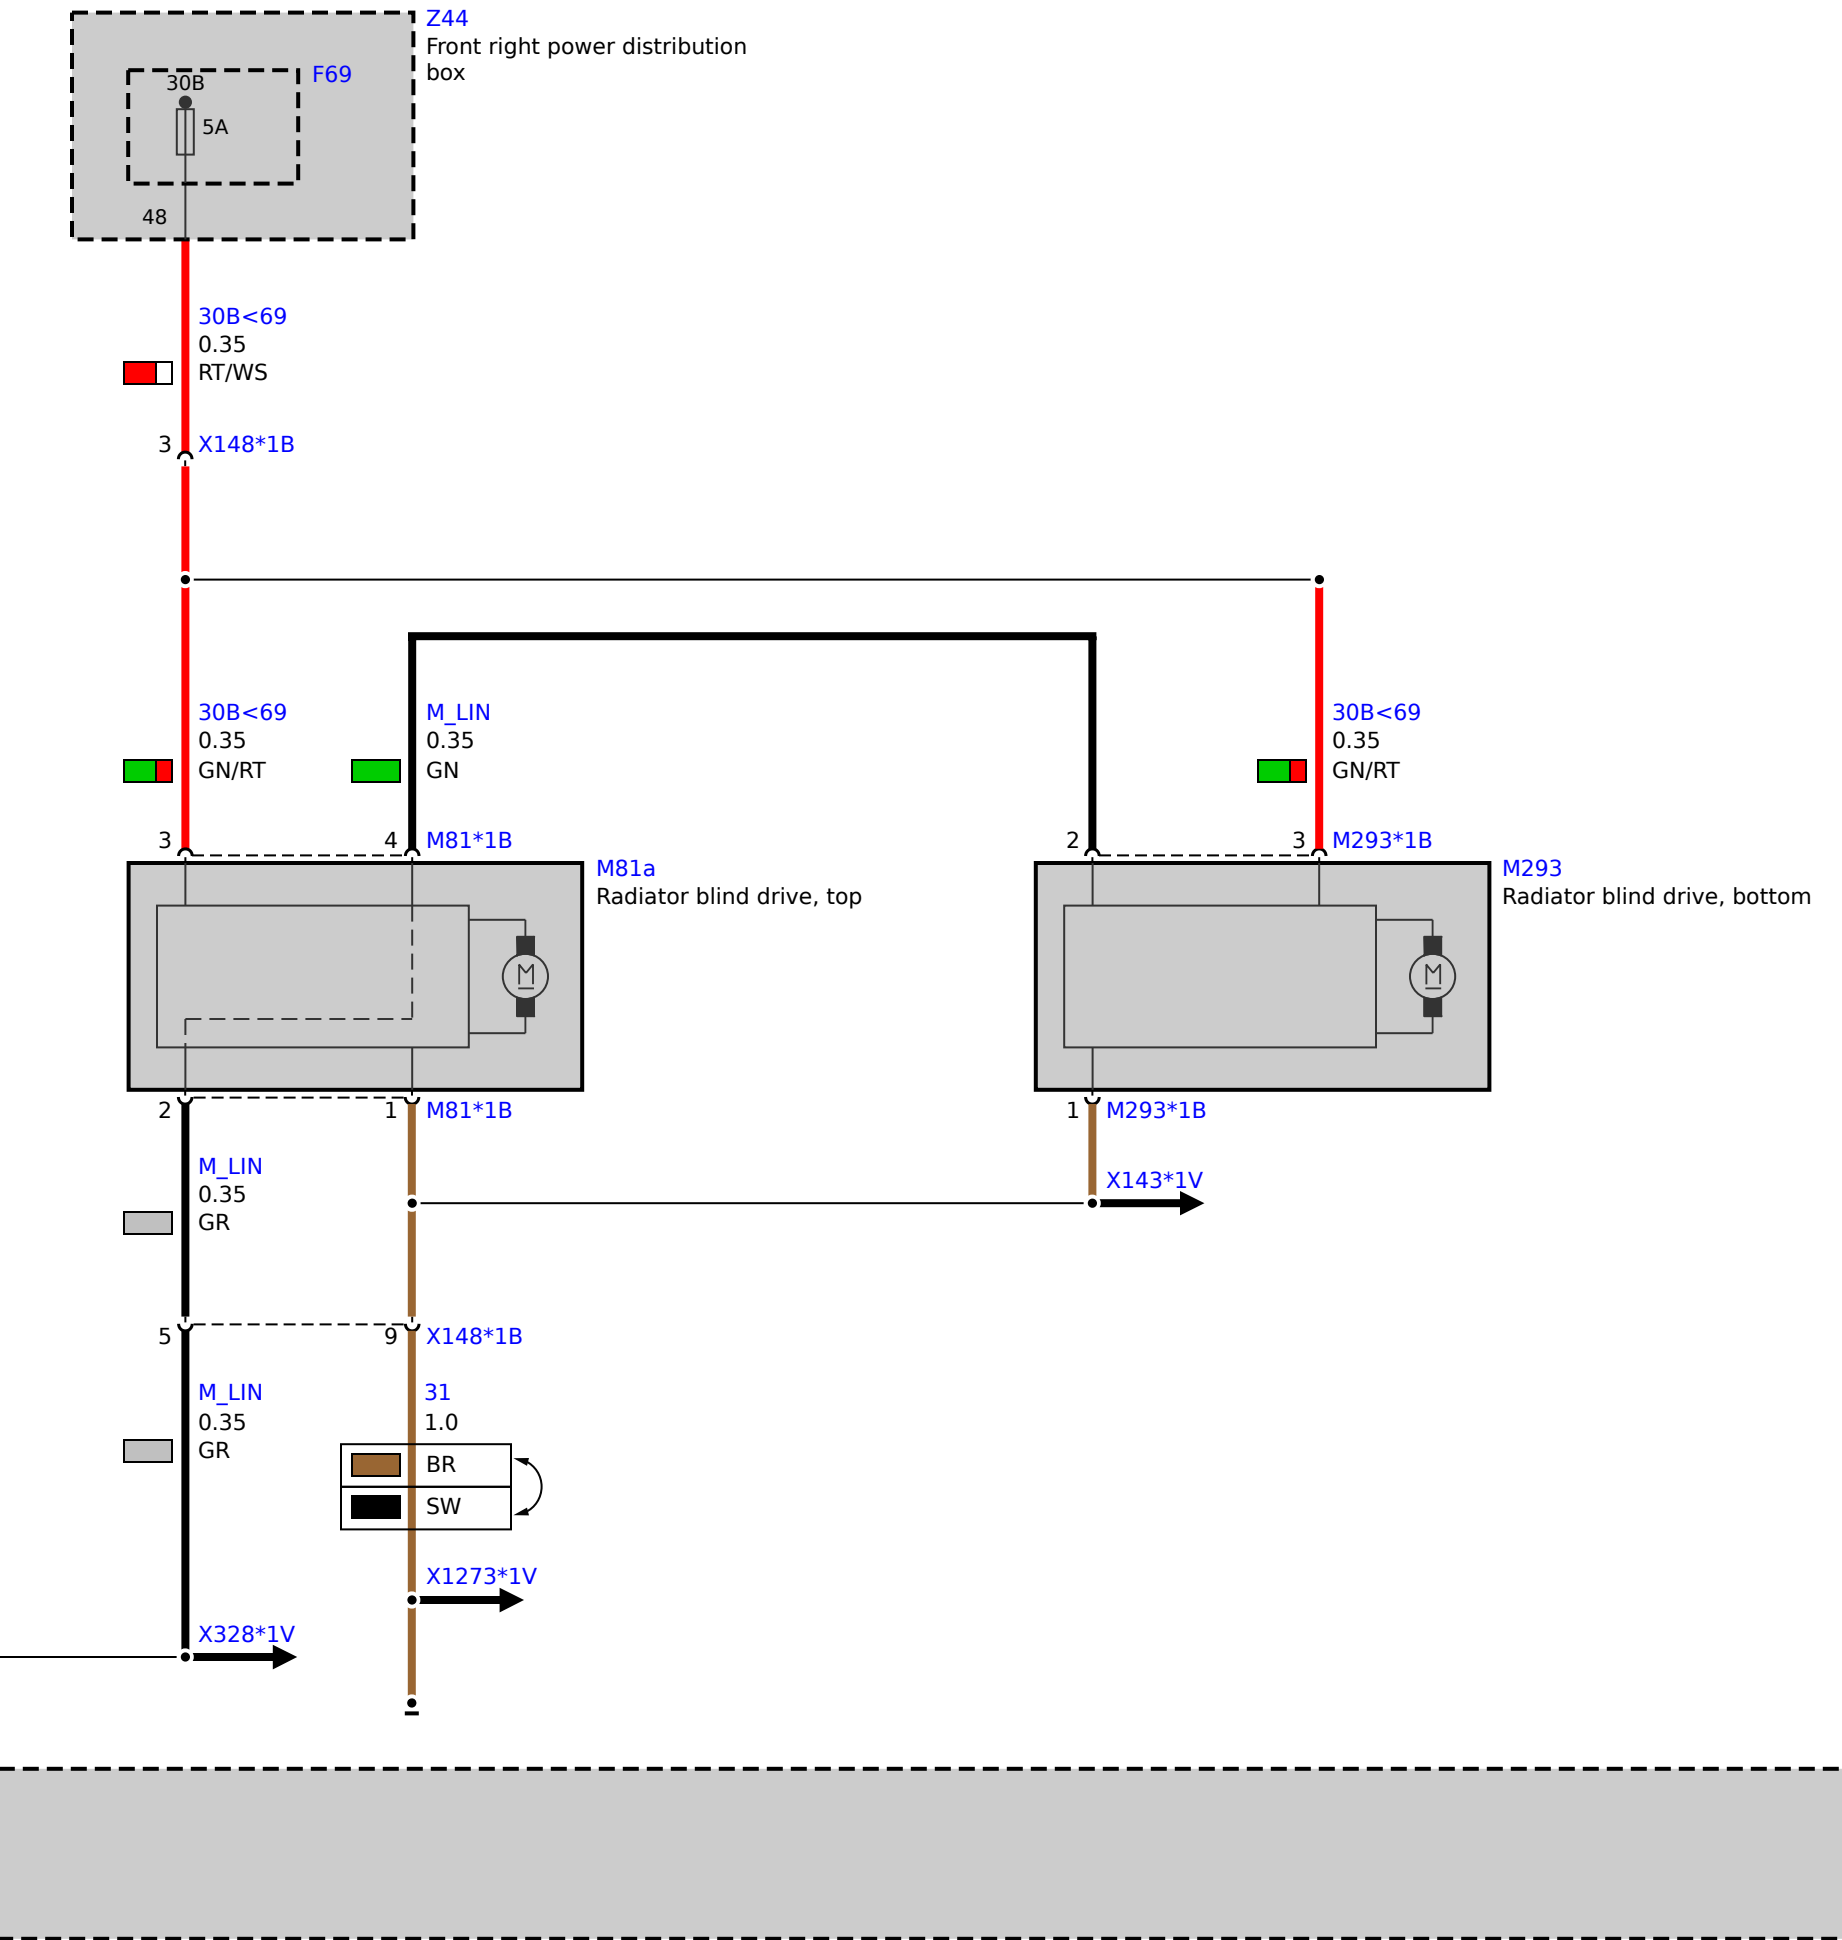 Z44
Front right power distribution
box
F69
30B
5A
48
30B<69
0.35
RT/WS
3 X148*1B
30B<69
0.35
GN/RT
M_LIN
0.35
GN
30B<69
0.35
GN/RT
3
4 M81*1B
2
3 M293*1B
M81a
Radiator blind drive, top
M
M293
Radiator blind drive, bottom
M
2
1 M81*1B
1 M293*1B
M_LIN
0.35
GR
X143*1V
5
9 X148*1B
M_LIN
0.35
GR
31
1.0
BR
SW
X1273*1V
X328*1V